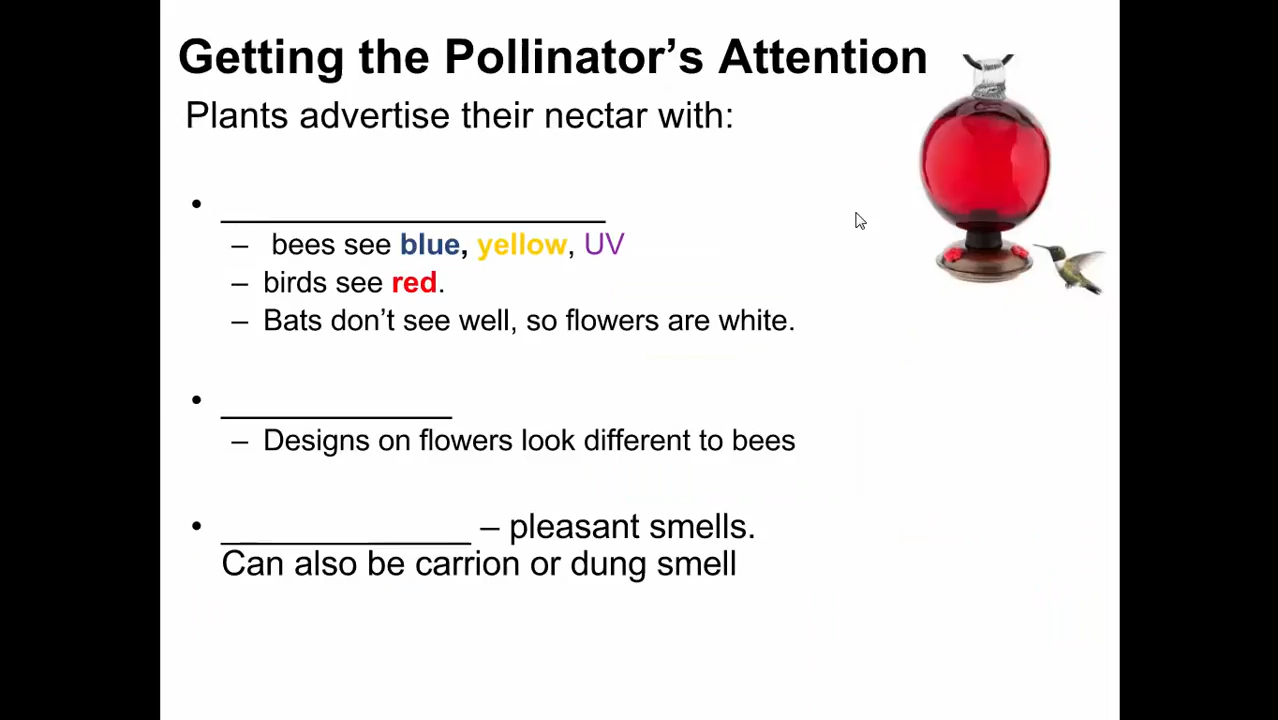 Getting the Pollinator's Attention
Plants advertise their nectar with:
• ____________________
– bees see blue, yellow, UV
– birds see red.
– Bats don't see well, so flowers are white.
• ____________
– Designs on flowers look different to bees
• _____________ – pleasant smells.
Can also be carrion or dung smell